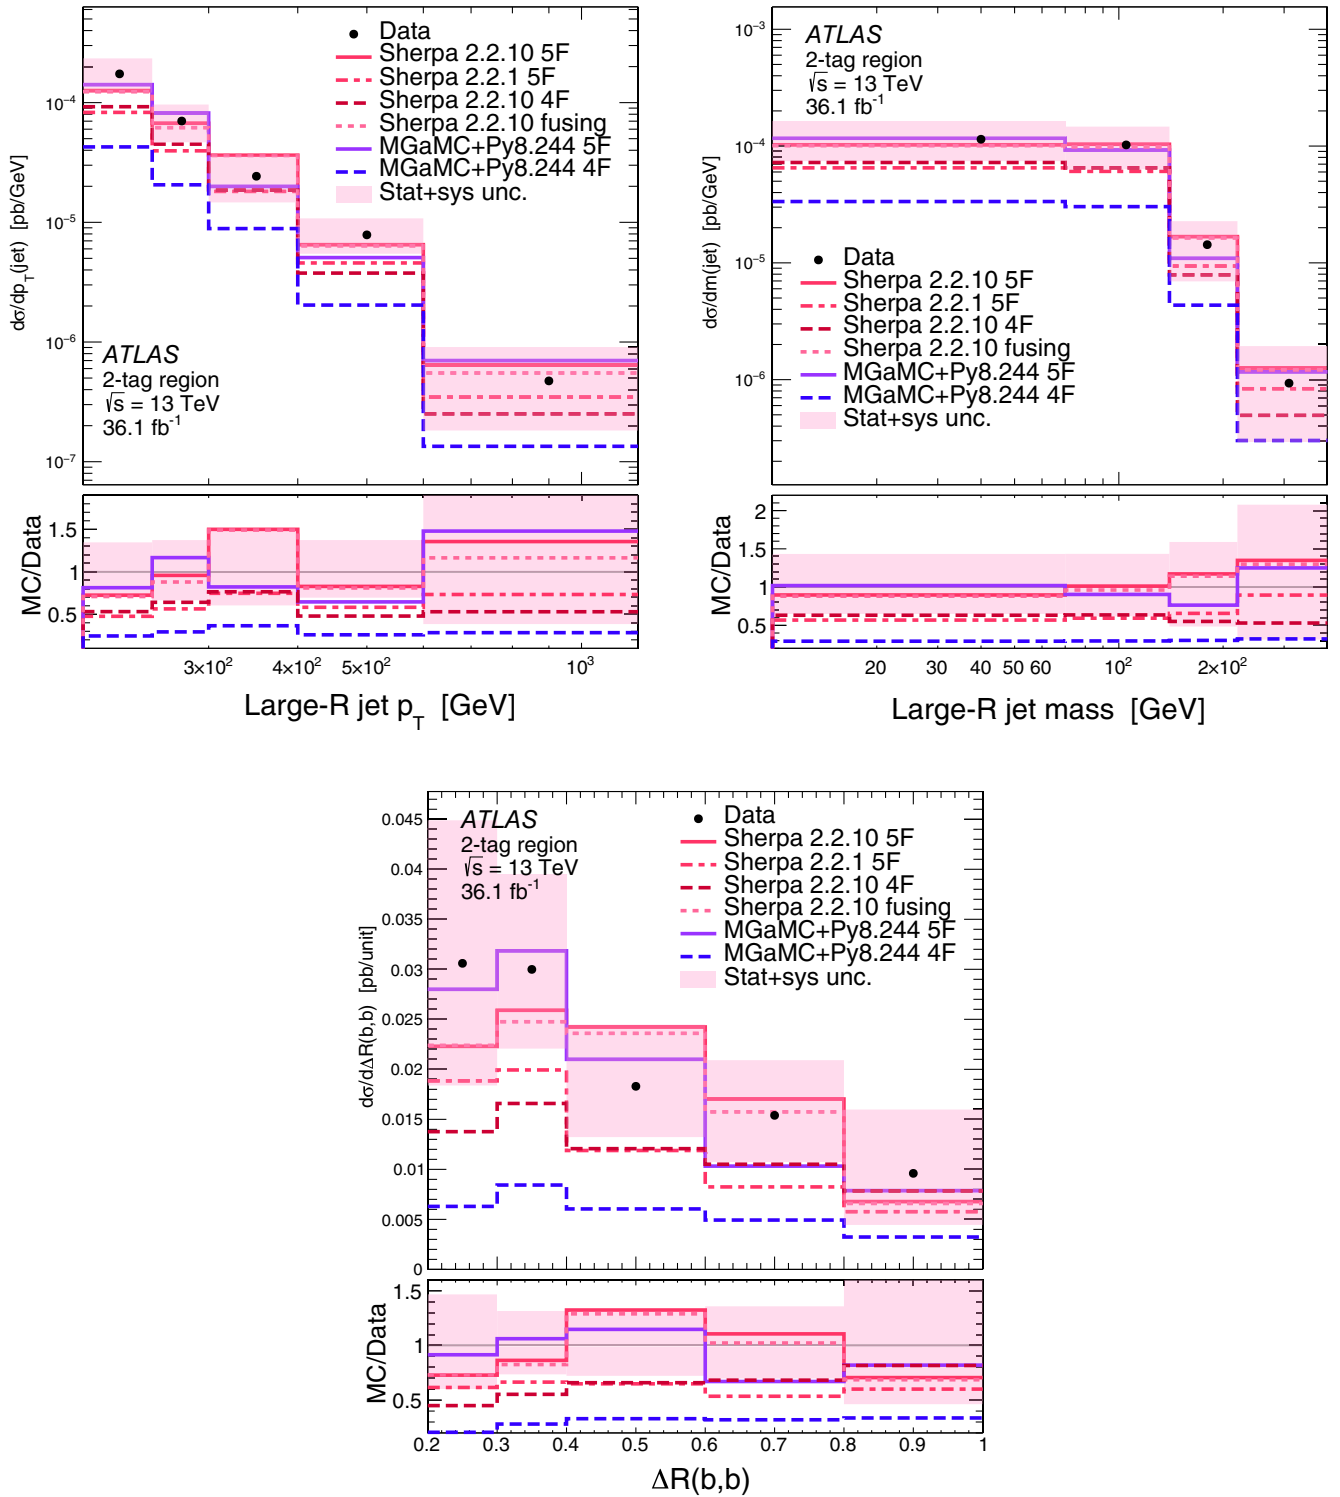 Data
Sherpa 2.2.10 5F
Sherpa 2.2.1 5F
Sherpa 2.2.10 4F
Sherpa 2.2.10 fusing
MGaMC+Py8.244 5F
MGaMC+Py8.244 4F
Stat+sys unc.
ATLAS
2-tag region
√s = 13 TeV
36.1 fb⁻¹
dσ/dp_T(jet) [pb/GeV]
10⁻⁴
10⁻⁵
10⁻⁶
10⁻⁷
MC/Data
1.5
1
0.5
3×10² 4×10² 5×10² 10³
Large-R jet p_T [GeV]
ATLAS
2-tag region
√s = 13 TeV
36.1 fb⁻¹
Data
Sherpa 2.2.10 5F
Sherpa 2.2.1 5F
Sherpa 2.2.10 4F
Sherpa 2.2.10 fusing
MGaMC+Py8.244 5F
MGaMC+Py8.244 4F
Stat+sys unc.
dσ/dm(jet) [pb/GeV]
10⁻³
10⁻⁴
10⁻⁵
10⁻⁶
MC/Data
2
1.5
1
0.5
20 30 40 50 60 10² 2×10²
Large-R jet mass [GeV]
ATLAS
2-tag region
√s = 13 TeV
36.1 fb⁻¹
Data
Sherpa 2.2.10 5F
Sherpa 2.2.1 5F
Sherpa 2.2.10 4F
Sherpa 2.2.10 fusing
MGaMC+Py8.244 5F
MGaMC+Py8.244 4F
Stat+sys unc.
dσ/dΔR(b,b) [pb/unit]
0.045
0.04
0.035
0.03
0.025
0.02
0.015
0.01
0.005
0
MC/Data
1.5
1
0.5
0.2 0.3 0.4 0.5 0.6 0.7 0.8 0.9 1
ΔR(b,b)